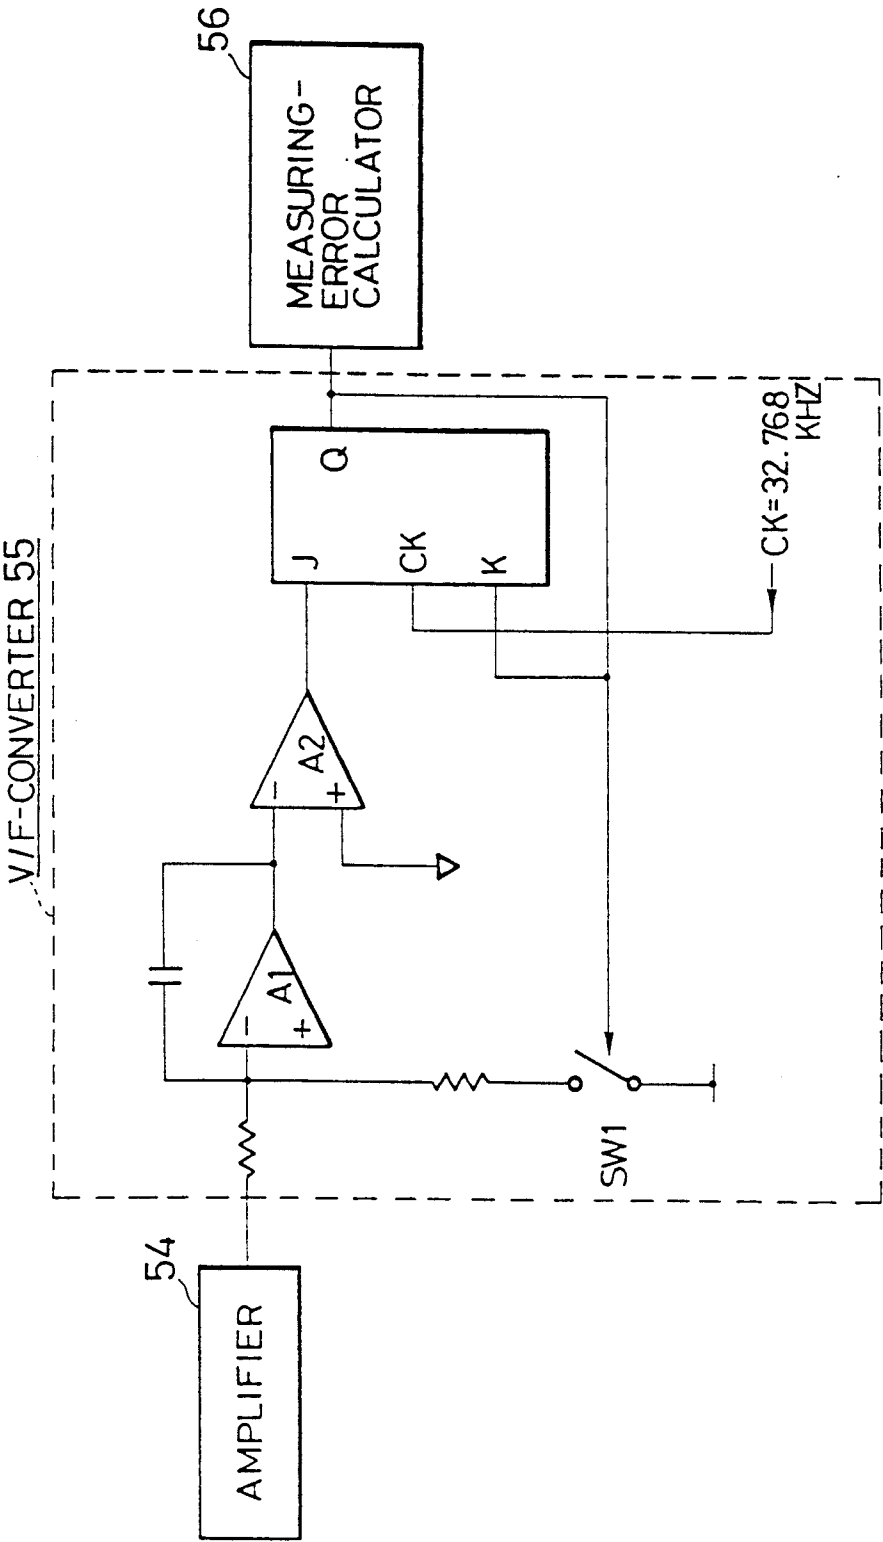 V/F-CONVERTER 55
54
AMPLIFIER
A1
-
+
A2
-
+
J
CK
K
Q
SW1
CK=32.768
KHZ
56
MEASURING-
ERROR
CALCULATOR